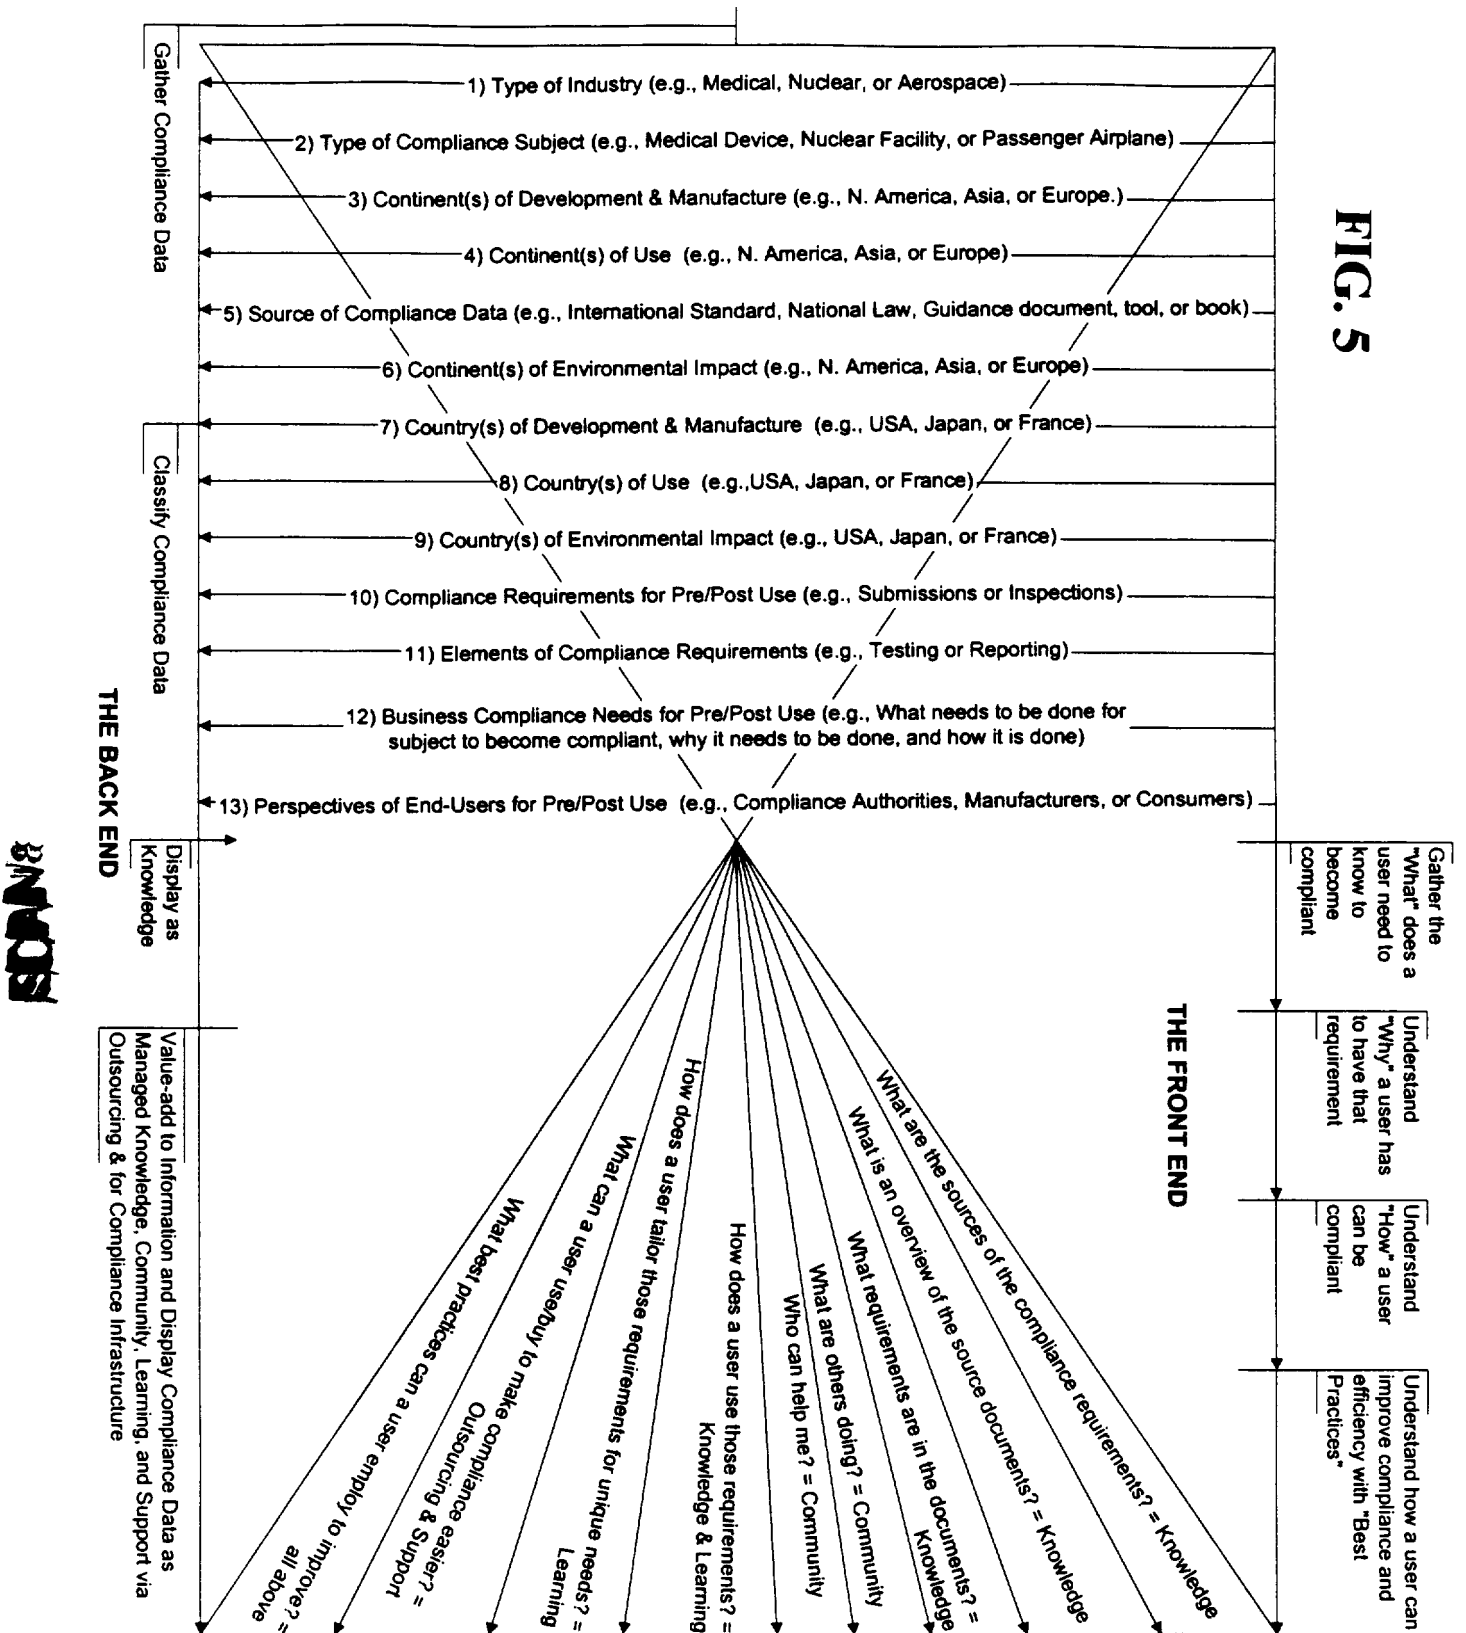 FIG. 5
Gather Compliance Data
1) Type of Industry (e.g., Medical, Nuclear, or Aerospace)
2) Type of Compliance Subject (e.g., Medical Device, Nuclear Facility, or Passenger Airplane)
3) Continent(s) of Development & Manufacture (e.g., N. America, Asia, or Europe.)
4) Continent(s) of Use (e.g., N. America, Asia, or Europe)
5) Source of Compliance Data (e.g., International Standard, National Law, Guidance document, tool, or book)
6) Continent(s) of Environmental Impact (e.g., N. America, Asia, or Europe)
7) Country(s) of Development & Manufacture (e.g., USA, Japan, or France)
8) Country(s) of Use (e.g.,USA, Japan, or France)
9) Country(s) of Environmental Impact (e.g., USA, Japan, or France)
10) Compliance Requirements for Pre/Post Use (e.g., Submissions or Inspections)
11) Elements of Compliance Requirements (e.g., Testing or Reporting)
12) Business Compliance Needs for Pre/Post Use (e.g., What needs to be done for
subject to become compliant, why it needs to be done, and how it is done)
13) Perspectives of End-Users for Pre/Post Use (e.g., Compliance Authorities, Manufacturers, or Consumers)
Classify Compliance Data
THE BACK END
Display as
Knowledge
Value-add to Information and Display Compliance Data as
Managed Knowledge, Community, Learning, and Support via
Outsourcing & for Compliance Infrastructure
Gather the
"What" does a
user need to
know to
become
compliant
Understand
"Why" a user has
to have that
requirement
Understand
"How" a user
can be
compliant
Understand how a user can
improve compliance and
efficiency with "Best
Practices"
THE FRONT END
What are the sources of the compliance requirements? = Knowledge
What is an overview of the source documents? = Knowledge
What requirements are in the documents? =
Knowledge
What are others doing? = Community
Who can help me? = Community
How does a user use those requirements? =
Knowledge & Learning
How does a user tailor those requirements for unique needs? =
Learning
What can a user use/buy to make compliance easier? =
Outsourcing & Support
What best practices can a user employ to improve? =
all above